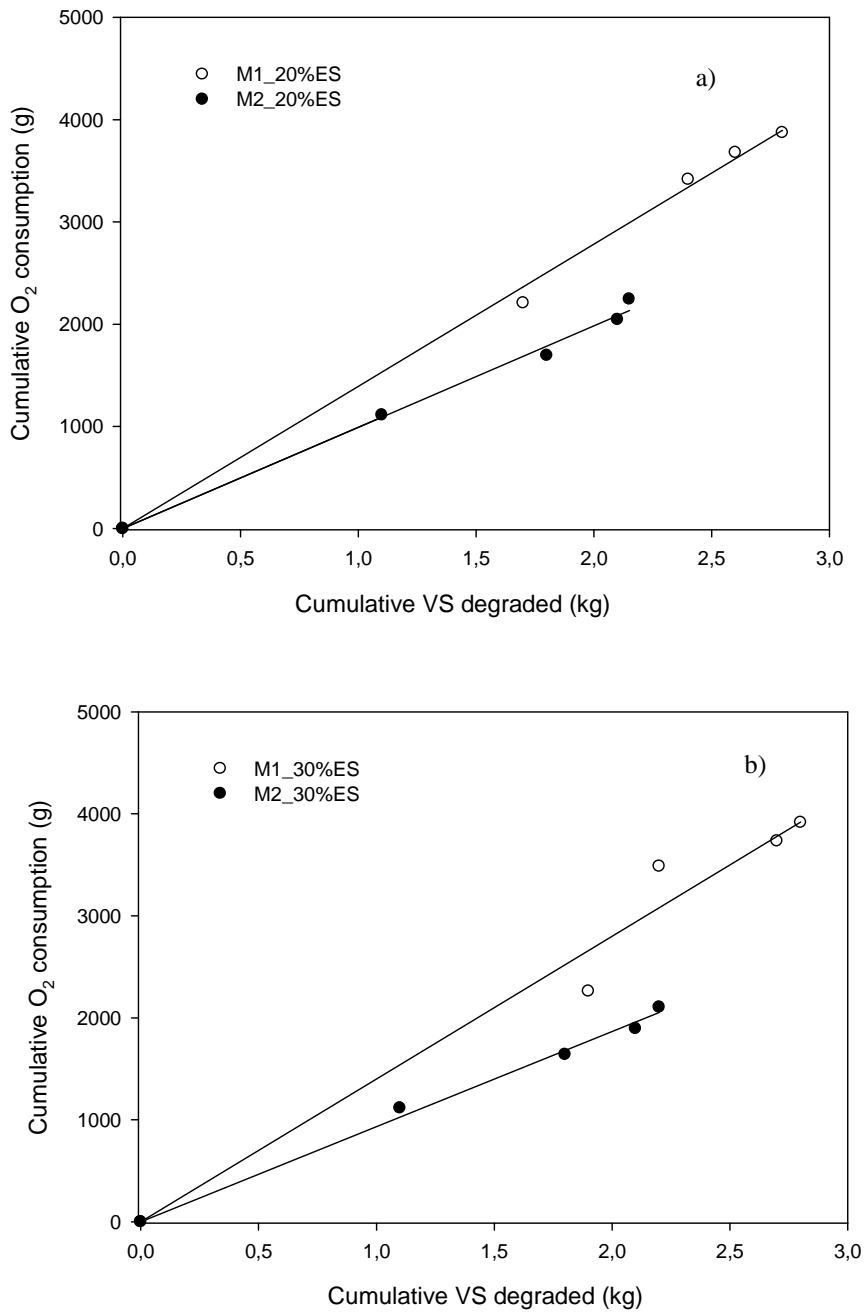 5000
4000
3000
2000
1000
0
Cumulative O2 consumption (g)
M1_20%ES
M2_20%ES
a)
0,0 0,5 1,0 1,5 2,0 2,5 3,0
Cumulative VS degraded (kg)
5000
4000
3000
2000
1000
0
Cumulative O2 consumption (g)
M1_30%ES
M2_30%ES
b)
0,0 0,5 1,0 1,5 2,0 2,5 3,0
Cumulative VS degraded (kg)